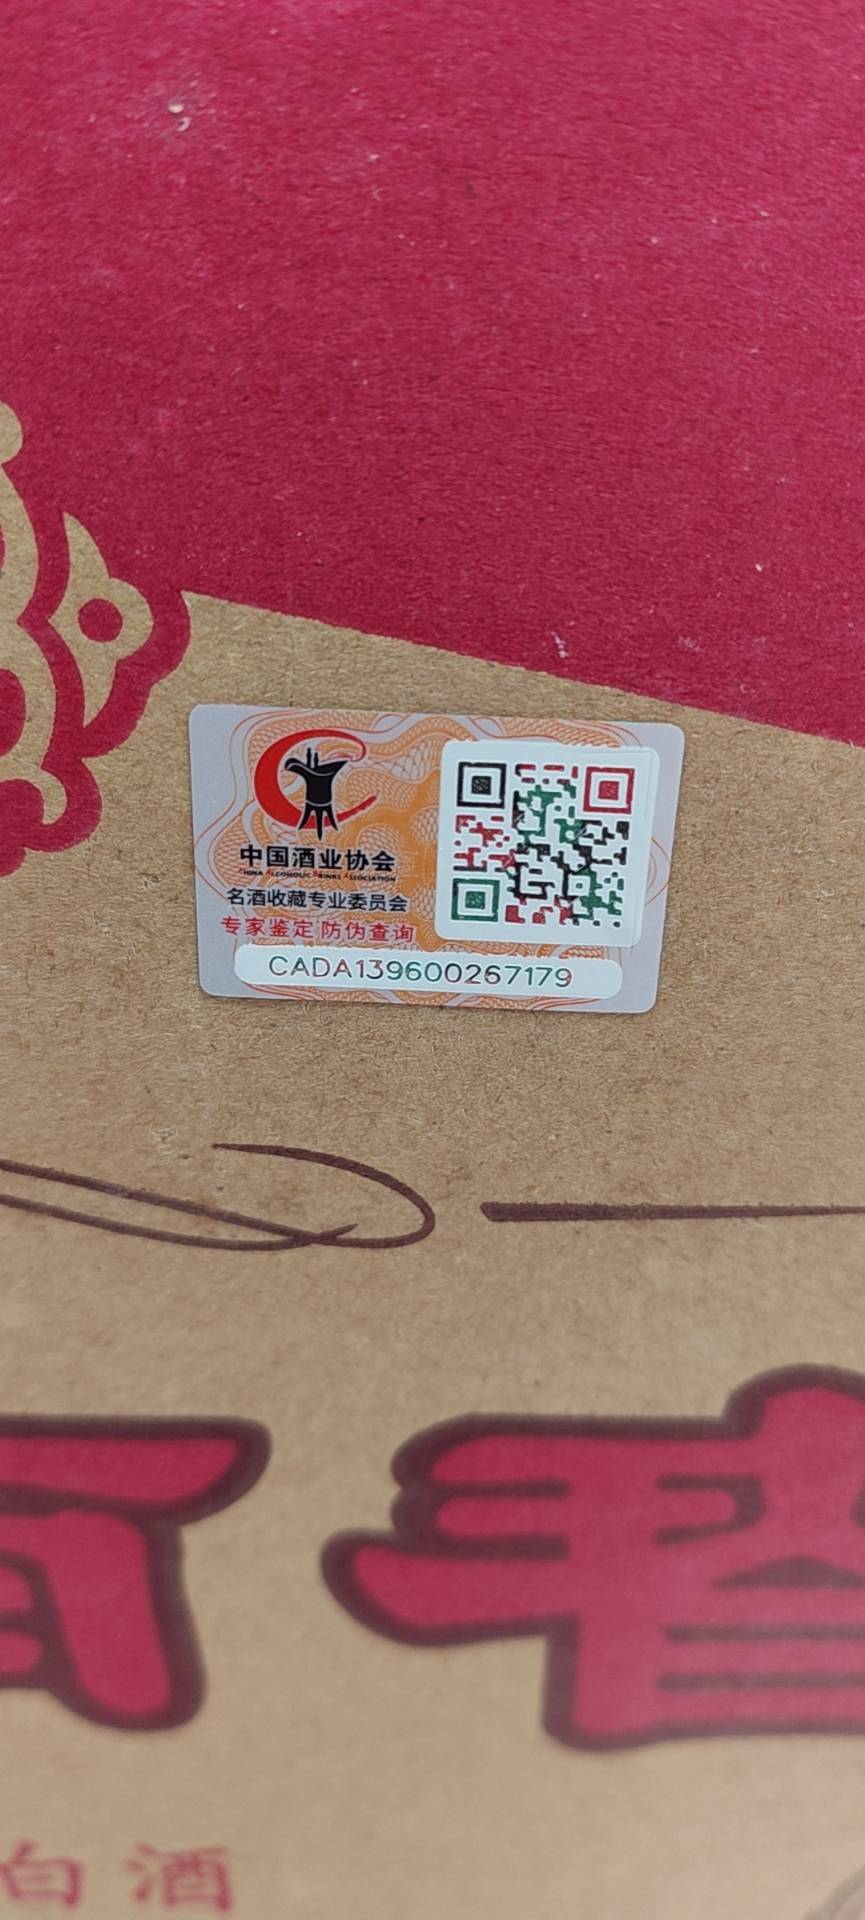 中国酒业协会
CHINA ALCOHOLIC DRINKS ASSOCIATION
名酒收藏专业委员会
专家鉴定 防伪查询
CADA139600267179
白酒